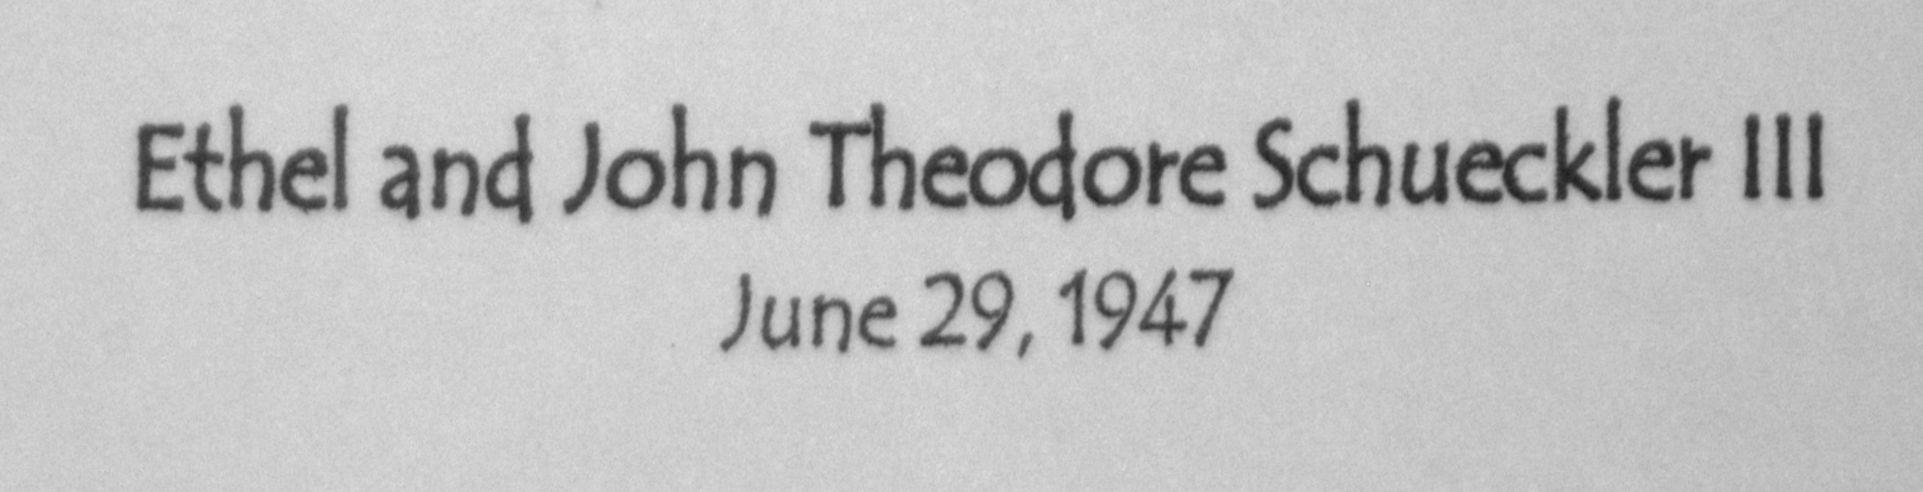 Ethel and John Theodore Schueckler III
June 29, 1947